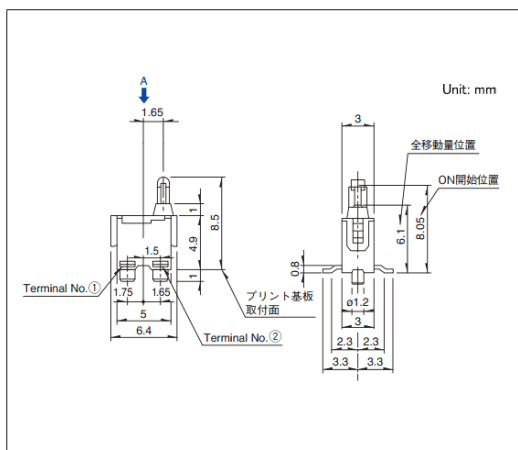 A
1.65
Unit: mm
3
全移動量位置
ON開始位置
1
8.5
4.9
1.5
1
Terminal No.①
1.75
1.65
プリント基板
取付面
5
6.4
Terminal No.②
6.1
8.05
0.8
ø1.2
3
2.3
2.3
3.3
3.3